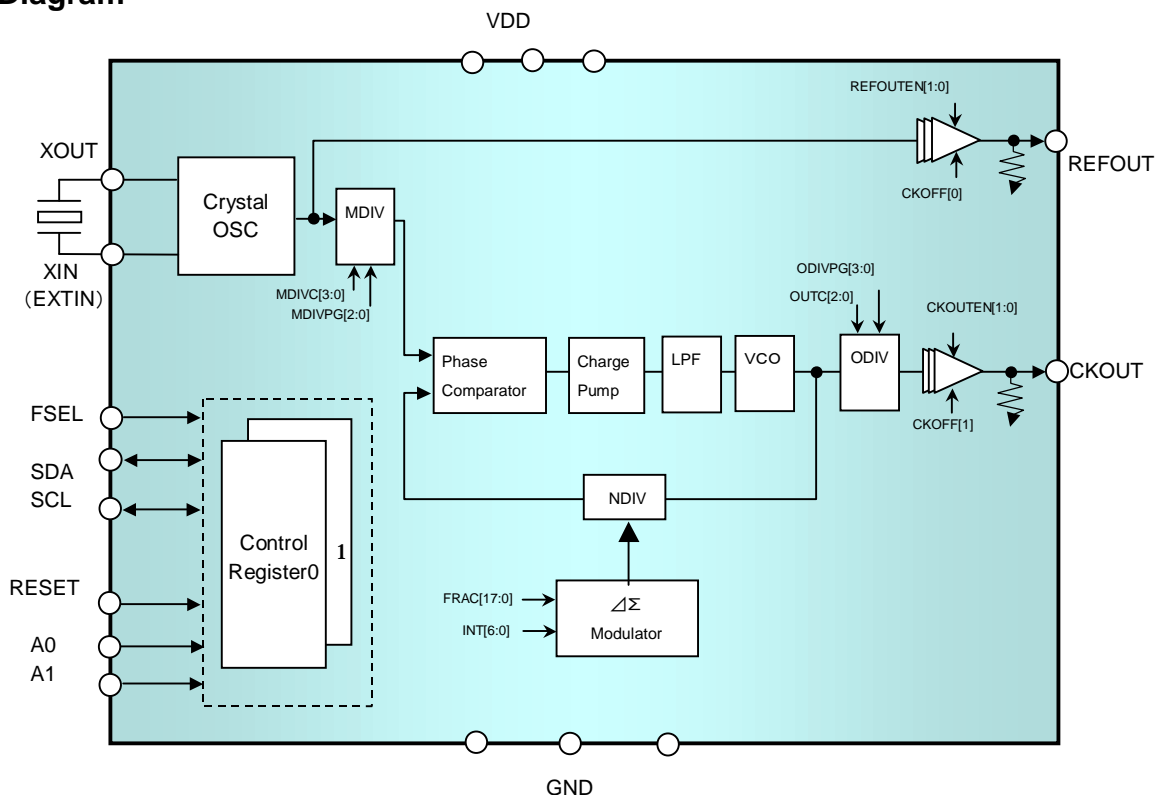 Diagram
VDD
REFOUTEN[1:0]
XOUT
REFOUT
Crystal
OSC
MDIV
CKOFF[0]
XIN
(EXTIN)
MDIVC[3:0]
MDIVPG[2:0]
ODIVPG[3:0]
OUTC[2:0]
CKOUTEN[1:0]
Phase
Comparator
Charge
Pump
LPF
VCO
ODIV
CKOUT
CKOFF[1]
FSEL
SDA
SCL
NDIV
Control
Register0
1
RESET
FRAC[17:0]
INT[6:0]
⊿Σ
Modulator
A0
A1
GND